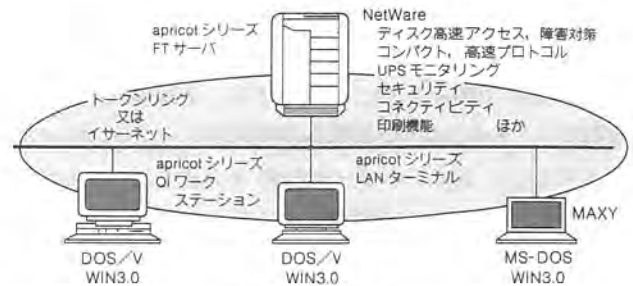 apricot シリーズ
FT サーバ
NetWare
ディスク高速アクセス，障害対策
コンパクト，高速プロトコル
UPS モニタリング
セキュリティ
コネクティビティ
印刷機能　ほか
トークンリング
又は
イサーネット
apricot シリーズ
Qi ワーク
ステーション
apricot シリーズ
LAN ターミナル
MAXY
DOS／V
WIN3.0
DOS／V
WIN3.0
MS-DOS
WIN3.0